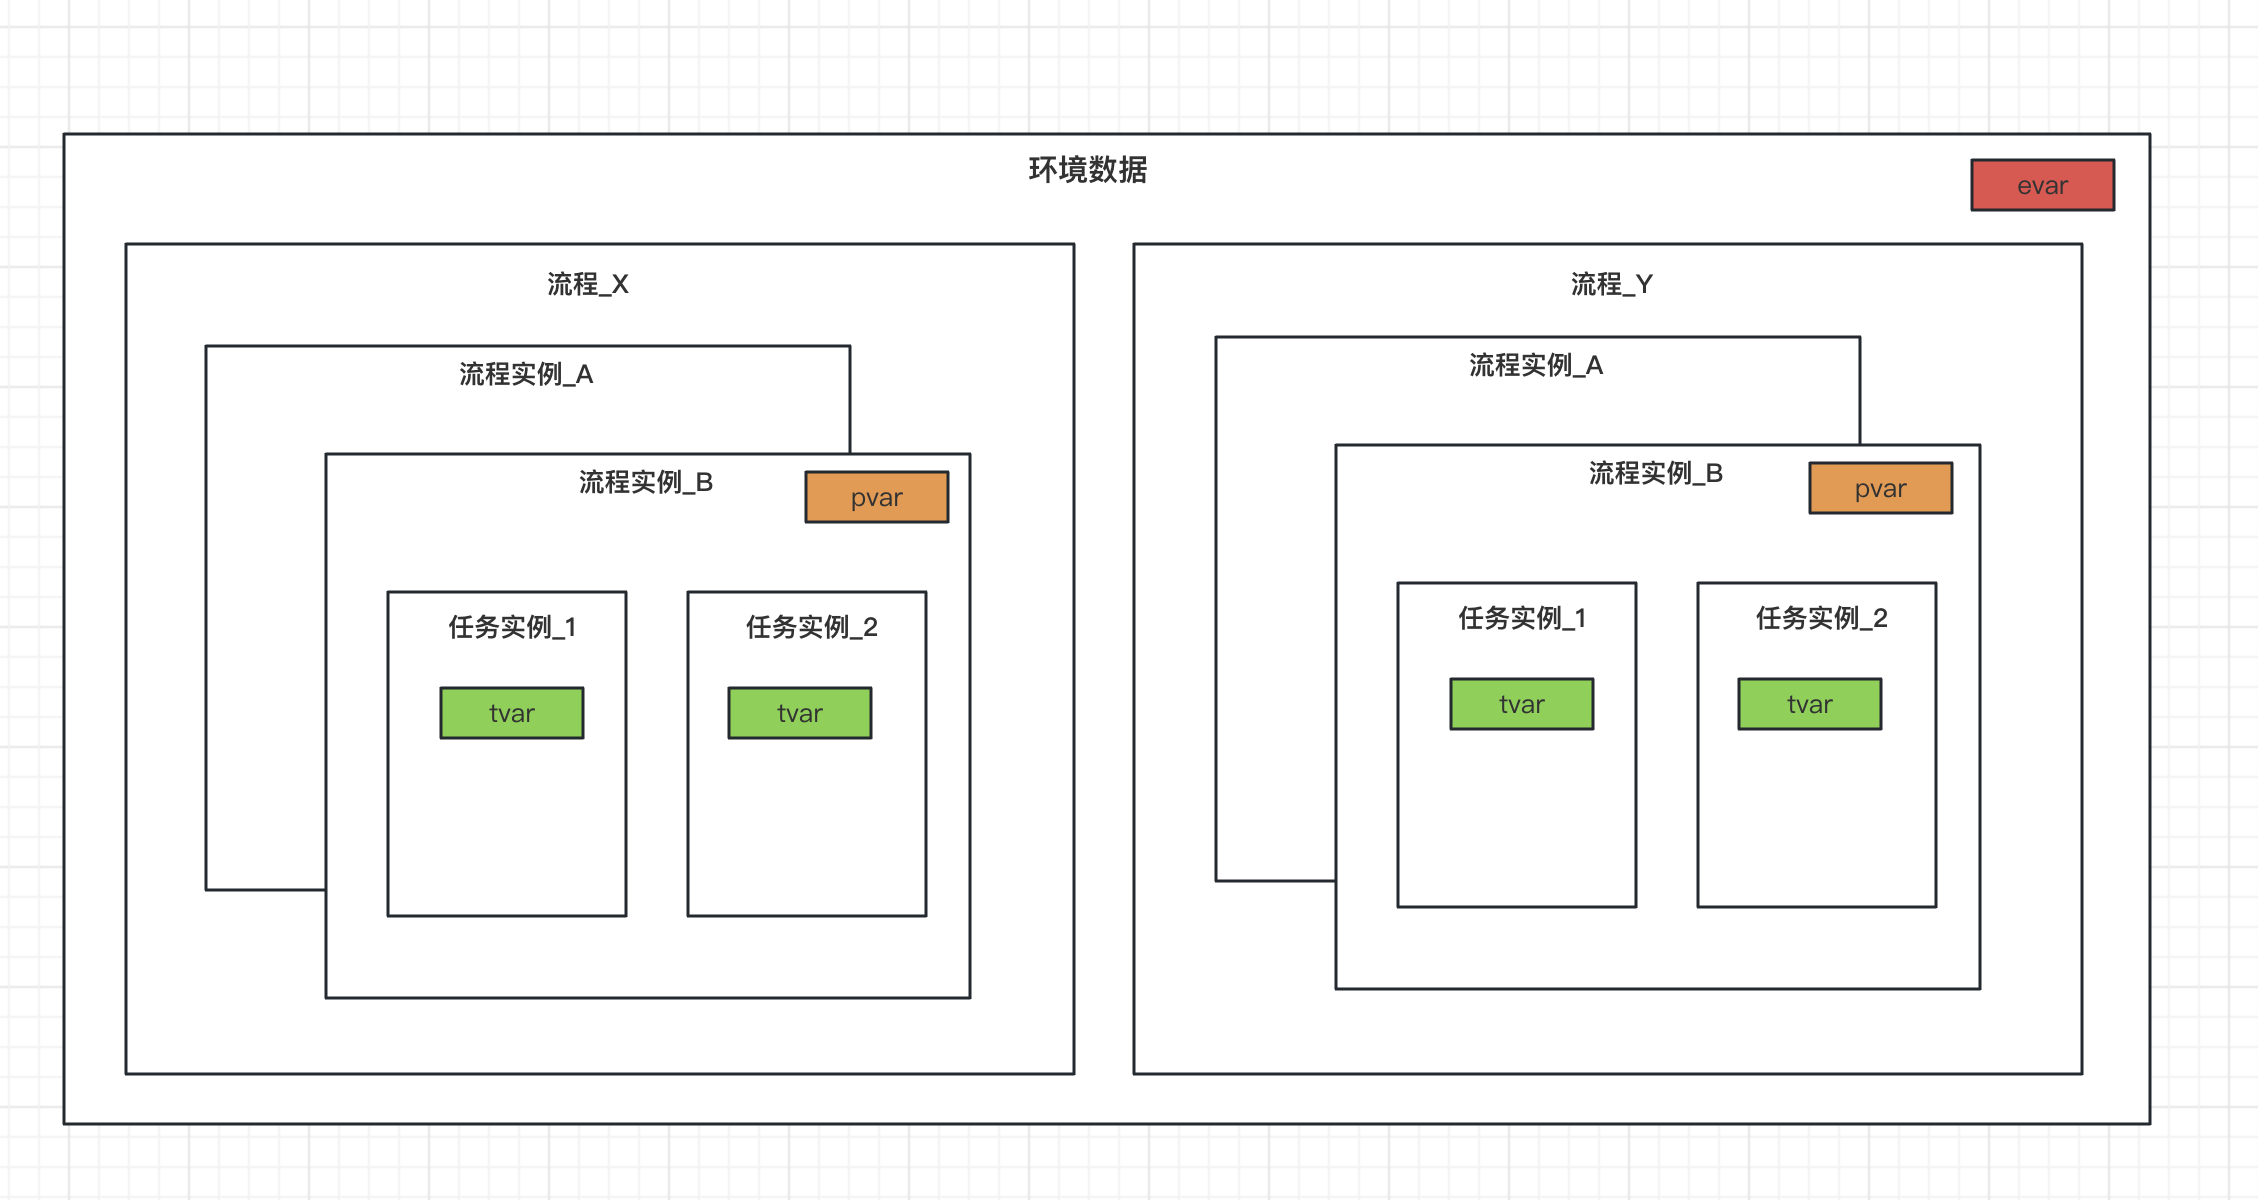 环境数据
evar
流程_X
流程实例_A
流程实例_B
pvar
任务实例_1
任务实例_2
tvar
tvar
流程_Y
流程实例_A
流程实例_B
pvar
任务实例_1
任务实例_2
tvar
tvar